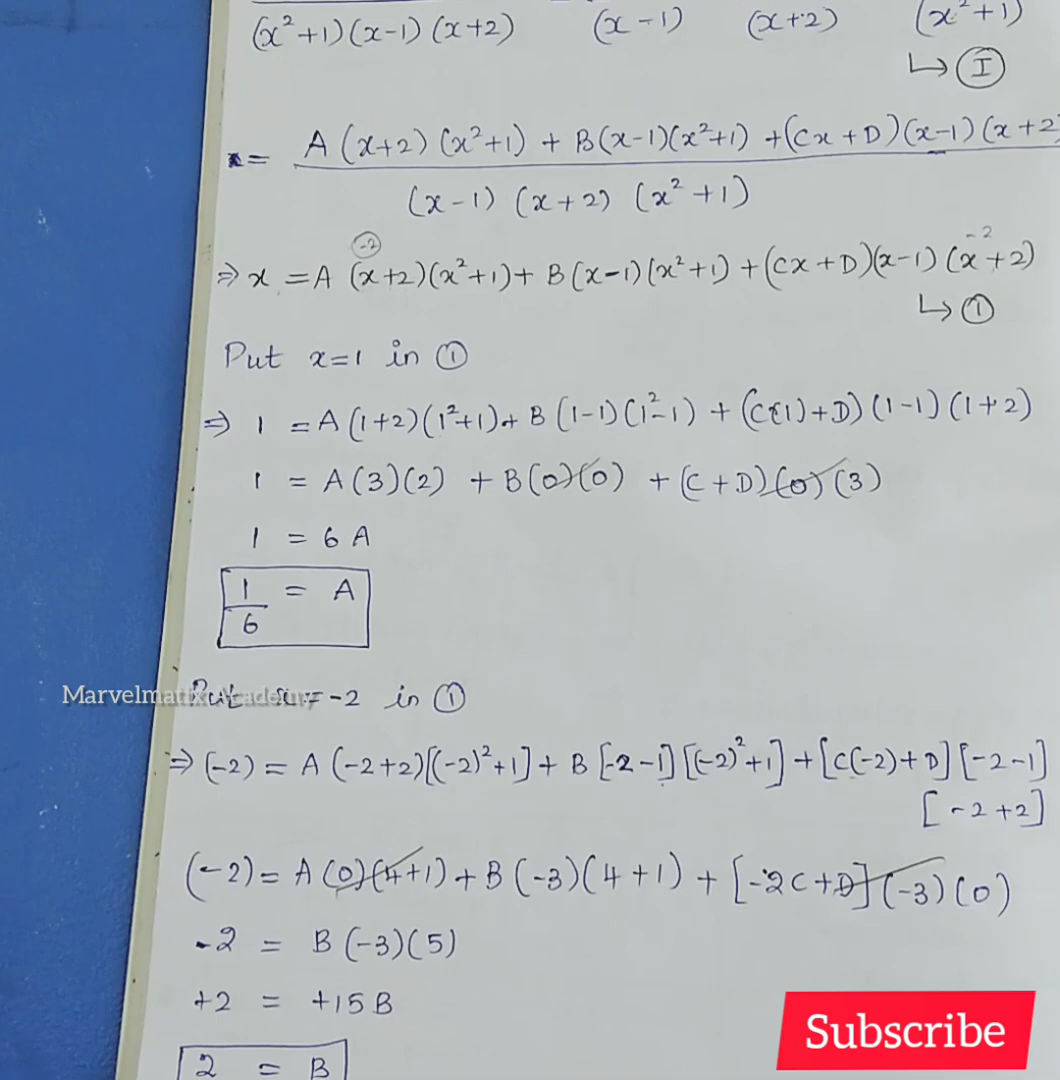 (x²+1)(x-1)(x+2) (x-1) (x+2) (x²+1)
↳ Ⓘ
x = A(x+2)(x²+1) + B(x-1)(x²+1) + (Cx+D)(x-1)(x+2)
(x-1) (x+2) (x²+1)
-2 -2
⇒ x = A (x+2)(x²+1) + B(x-1)(x²+1) + (Cx+D)(x-1)(x+2)
↳ ①
Put x=1 in ①
⇒ 1 = A(1+2)(1²+1) + B(1-1)(1²-1) + (C(1)+D)(1-1)(1+2)
1 = A(3)(2) + B(0)(0) + (C+D)(0)(3)
1 = 6A
1 = A
6
Marvelmatix Academy
Put x=-2 in ①
⇒ (-2) = A(-2+2)[(-2)²+1] + B[-2-1][(-2)²+1] + [C(-2)+D][-2-1]
[-2+2]
(-2) = A(0)(4+1) + B(-3)(4+1) + [-2C+D](-3)(0)
-2 = B(-3)(5)
+2 = +15B
2 = B
Subscribe